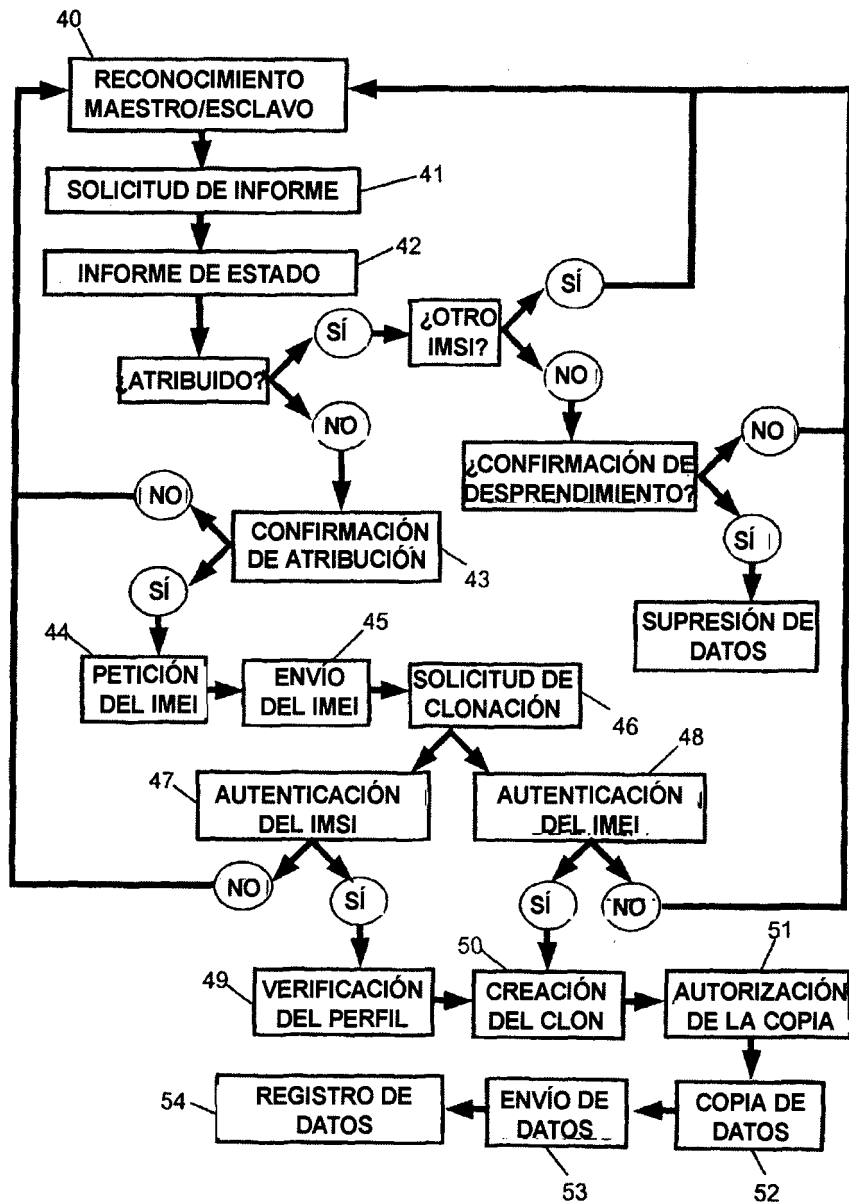 40
RECONOCIMIENTO
MAESTRO/ESCLAVO
SOLICITUD DE INFORME
41
42
INFORME DE ESTADO
SÍ
¿OTRO
IMSI?
SÍ
¿ATRIBUIDO?
NO
NO
NO
¿CONFIRMACIÓN DE
DESPRENDIMIENTO?
NO
CONFIRMACIÓN
DE ATRIBUCIÓN
43
SÍ
SÍ
SUPRESIÓN DE
DATOS
44
PETICIÓN
DEL IMEI
45
ENVÍO
DEL IMEI
SOLICITUD DE
CLONACIÓN
46
47
AUTENTICACIÓN
DEL IMSI
48
AUTENTICACIÓN
DEL IMEI
NO
SÍ
SÍ
NO
49
VERIFICACIÓN
DEL PERFIL
50
CREACIÓN
DEL CLON
51
AUTORIZACIÓN
DE LA COPIA
54
REGISTRO DE
DATOS
ENVÍO DE
DATOS
53
COPIA DE
DATOS
52